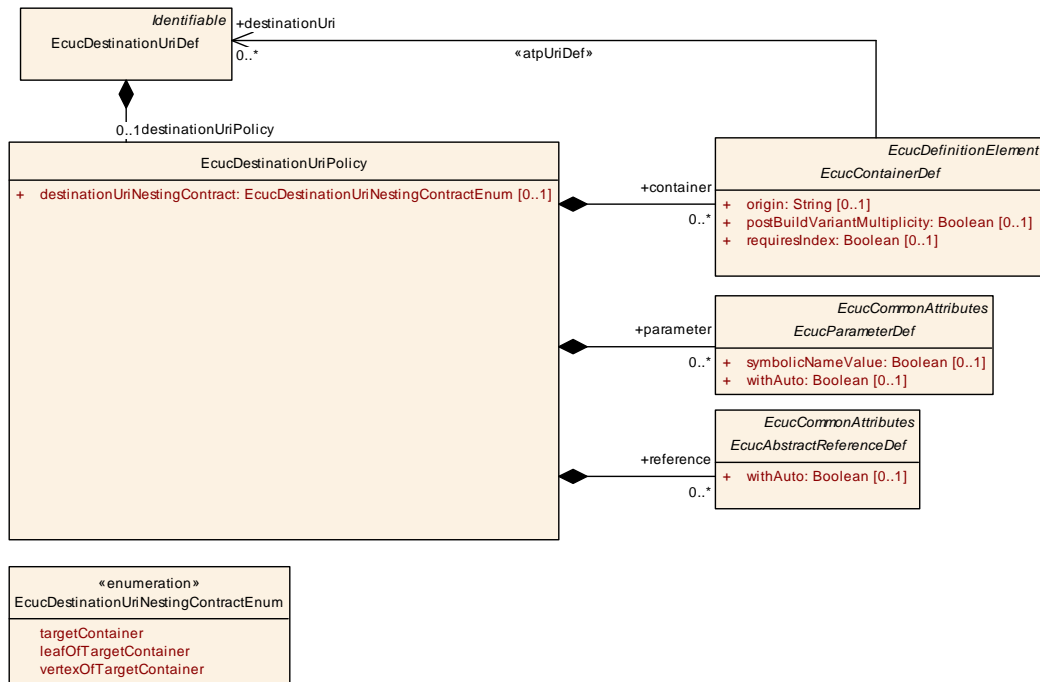 Identifiable
EcucDestinationUriDef
+destinationUri
0..*
«atpUriDef»
0..1 destinationUriPolicy
EcucDestinationUriPolicy
+ destinationUriNestingContract: EcucDestinationUriNestingContractEnum [0..1]
+container
0..*
EcucDefinitionElement
EcucContainerDef
+ origin: String [0..1]
+ postBuildVariantMultiplicity: Boolean [0..1]
+ requiresIndex: Boolean [0..1]
+parameter
0..*
EcucCommonAttributes
EcucParameterDef
+ symbolicNameValue: Boolean [0..1]
+ withAuto: Boolean [0..1]
+reference
0..*
EcucCommonAttributes
EcucAbstractReferenceDef
+ withAuto: Boolean [0..1]
«enumeration»
EcucDestinationUriNestingContractEnum
targetContainer
leafOfTargetContainer
vertexOfTargetContainer